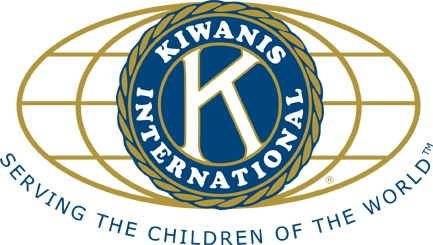 KIWANIS
K
INTERNATIONAL
®
SERVING THE CHILDREN OF THE WORLD™